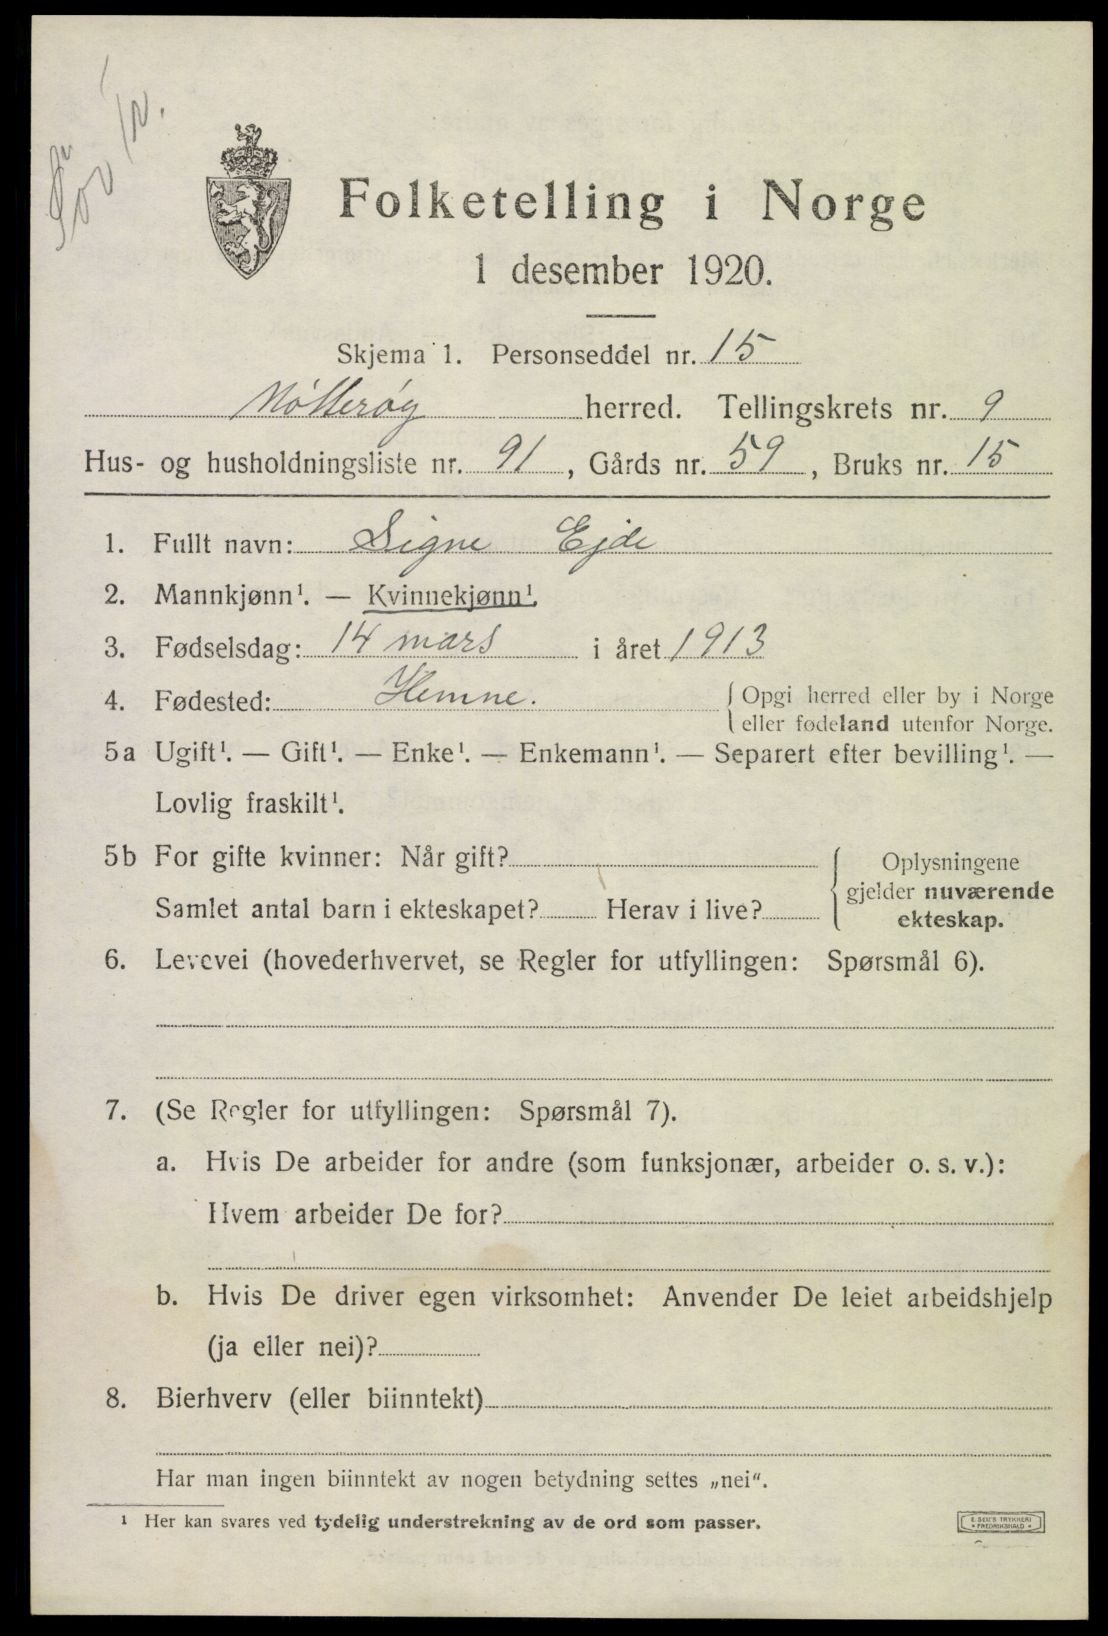 Folketelling i Norge
1 desember 1920.
Skjema 1. Personseddel nr. 15
Nötterøy herred. Tellingskrets nr. 9
Hus- og husholdningsliste nr. 91, Gårds nr. 59, Bruks nr. 15
1. Fullt navn: Signe Ejde
2. Mannkjønn¹. — Kvinnekjønn¹.
3. Fødselsdag: 14 mars i året 1913
4. Fødested: Hemne. { Opgi herred eller by i Norge
eller fødeland utenfor Norge.
5a Ugift¹. — Gift¹. — Enke¹. — Enkemann¹. — Separert efter bevilling¹. —
Lovlig fraskilt¹.
5b For gifte kvinner: Når gift?
Samlet antal barn i ekteskapet? Herav i live?
{ Oplysningene
gjelder nuværende
ekteskap.
6. Levevei (hovederhvervet, se Regler for utfyllingen: Spørsmål 6).
7. (Se Regler for utfyllingen: Spørsmål 7).
a. Hvis De arbeider for andre (som funksjonær, arbeider o. s. v.):
Hvem arbeider De for?
b. Hvis De driver egen virksomhet: Anvender De leiet arbeidshjelp
(ja eller nei)?
8. Bierhverv (eller biinntekt)
Har man ingen biinntekt av nogen betydning settes „nei“.
¹ Her kan svares ved tydelig understrekning av de ord som passer.
E. SEM'S TRYKKERI
• FREDRIKSHALD •